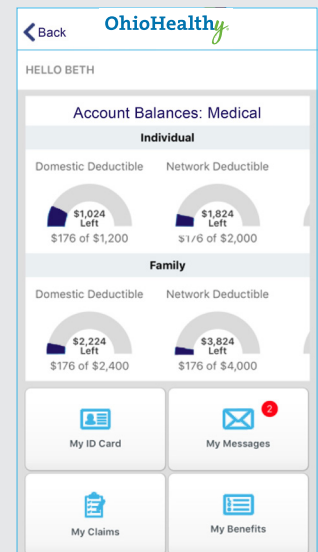 Back
OhioHealthy
HELLO BETH
Account Balances: Medical
Individual
Domestic Deductible Network Deductible
$1,024 $1,824
Left Left
$176 of $1,200 $176 of $2,000
Family
Domestic Deductible Network Deductible
$2,224 $3,824
Left Left
$176 of $2,400 $176 of $4,000
2
My ID Card My Messages
My Claims My Benefits